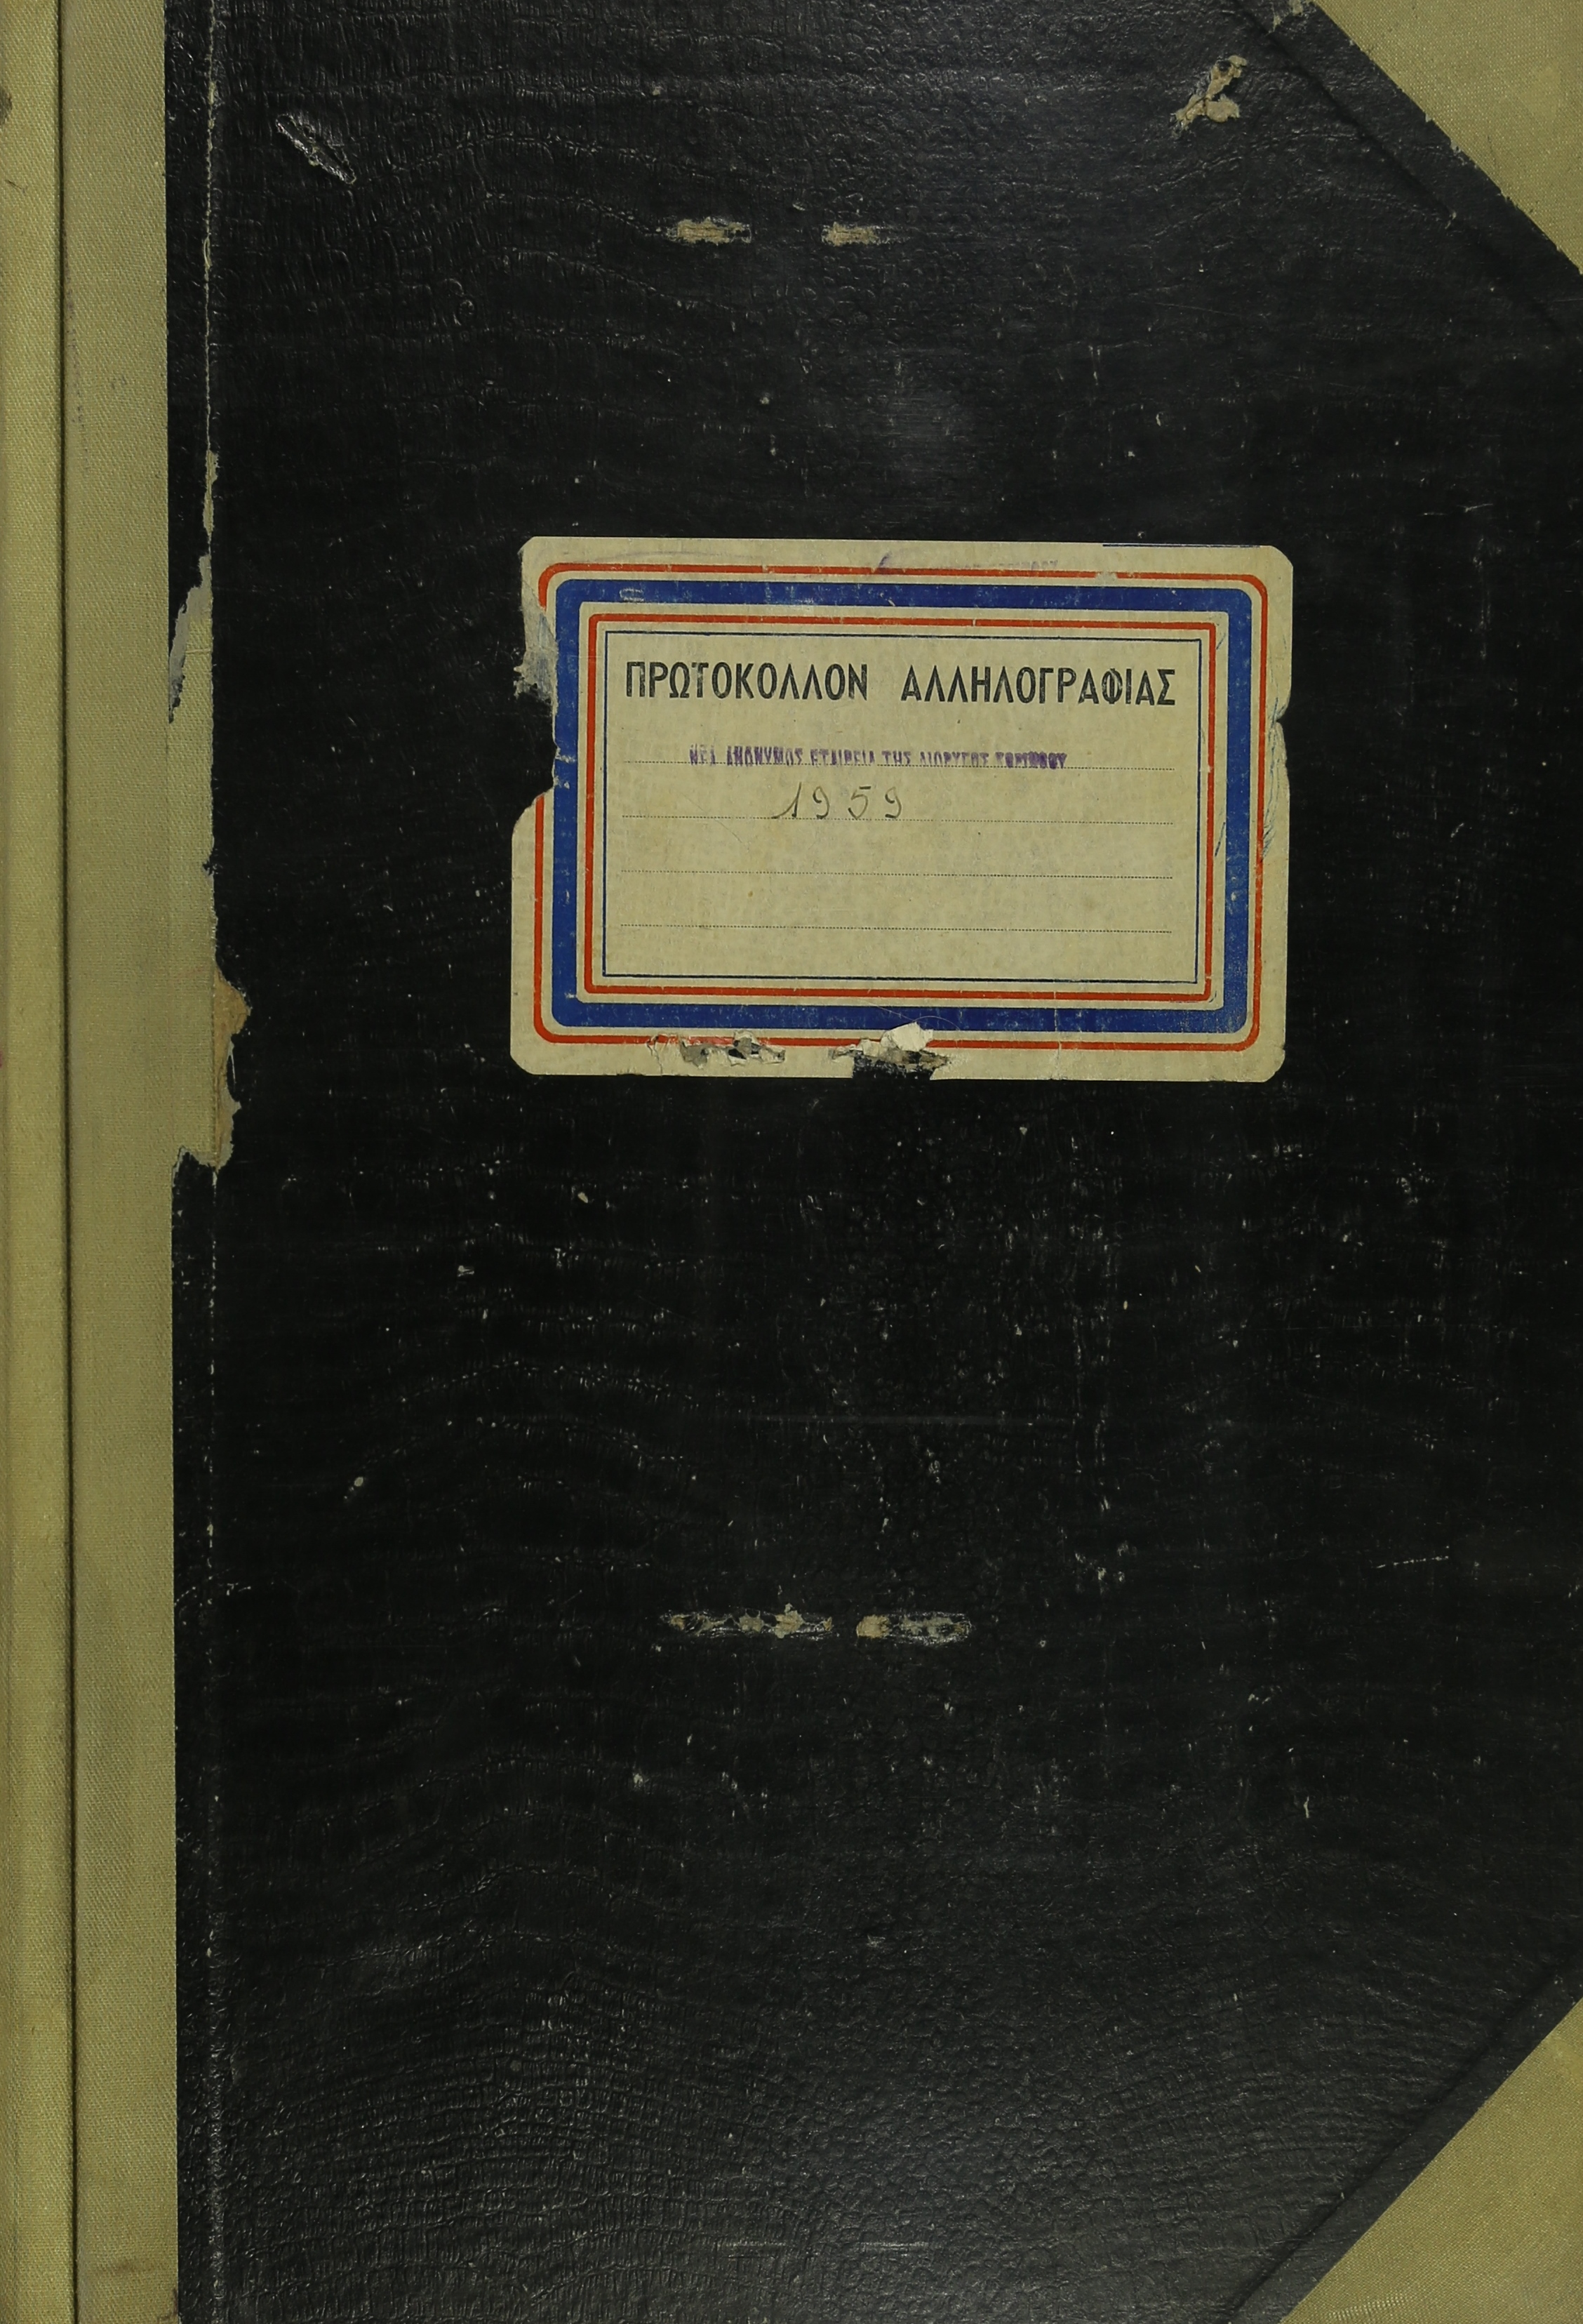 ΠΡΩΤΟΚΟΛΛΟΝ ΑΛΛΗΛΟΓΡΑΦΙΑΣ
ΝΕΑ ΑΝΩΝΥΜΟΣ ΕΤΑΙΡΕΙΑ ΤΗΣ ΔΙΩΡΥΓΟΣ ΚΟΡΙΝΘΟΥ
1959